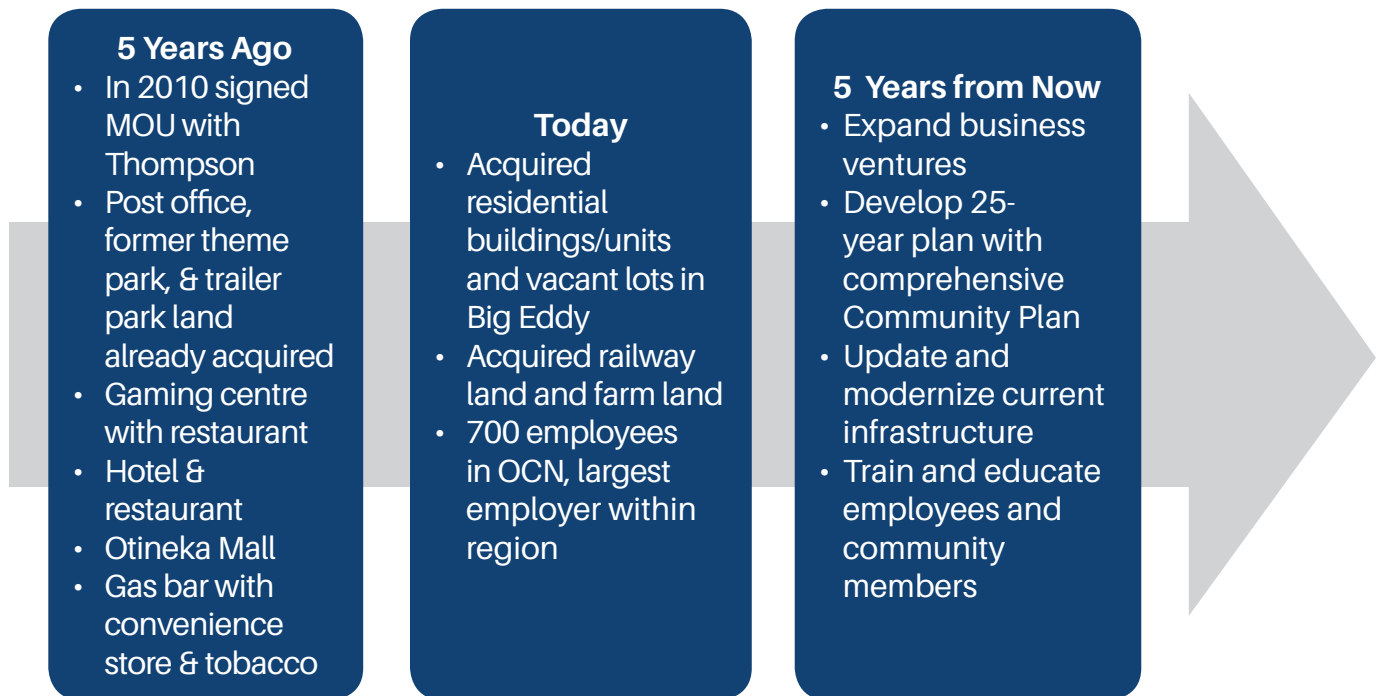 5 Years Ago
• In 2010 signed
MOU with
Thompson
• Post office,
former theme
park, & trailer
park land
already acquired
• Gaming centre
with restaurant
• Hotel &
restaurant
• Otineka Mall
• Gas bar with
convenience
store & tobacco
Today
• Acquired
residential
buildings/units
and vacant lots in
Big Eddy
• Acquired railway
land and farm land
• 700 employees
in OCN, largest
employer within
region
5 Years from Now
• Expand business
ventures
• Develop 25-
year plan with
comprehensive
Community Plan
• Update and
modernize current
infrastructure
• Train and educate
employees and
community
members